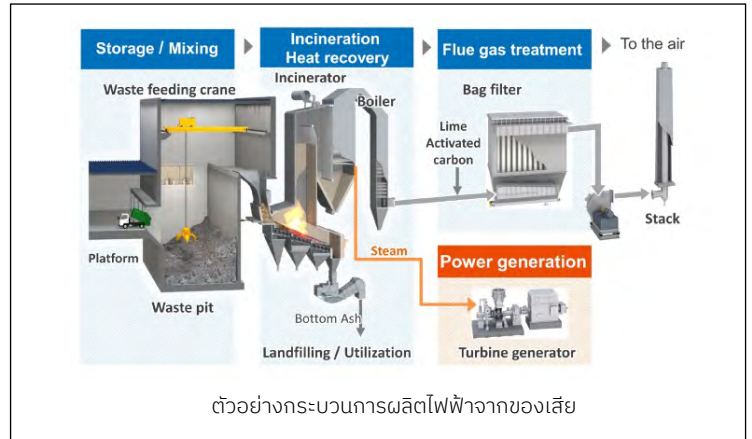 Storage / Mixing
Incineration
Heat recovery
Flue gas treatment
To the air
Waste feeding crane
Incinerator
Boiler
Bag filter
Lime
Activated
carbon
Stack
Platform
Steam
Power generation
Waste pit
Bottom Ash
Landfilling / Utilization
Turbine generator
ตัวอย่างกระบวนการผลิตไฟฟ้าจากของเสีย